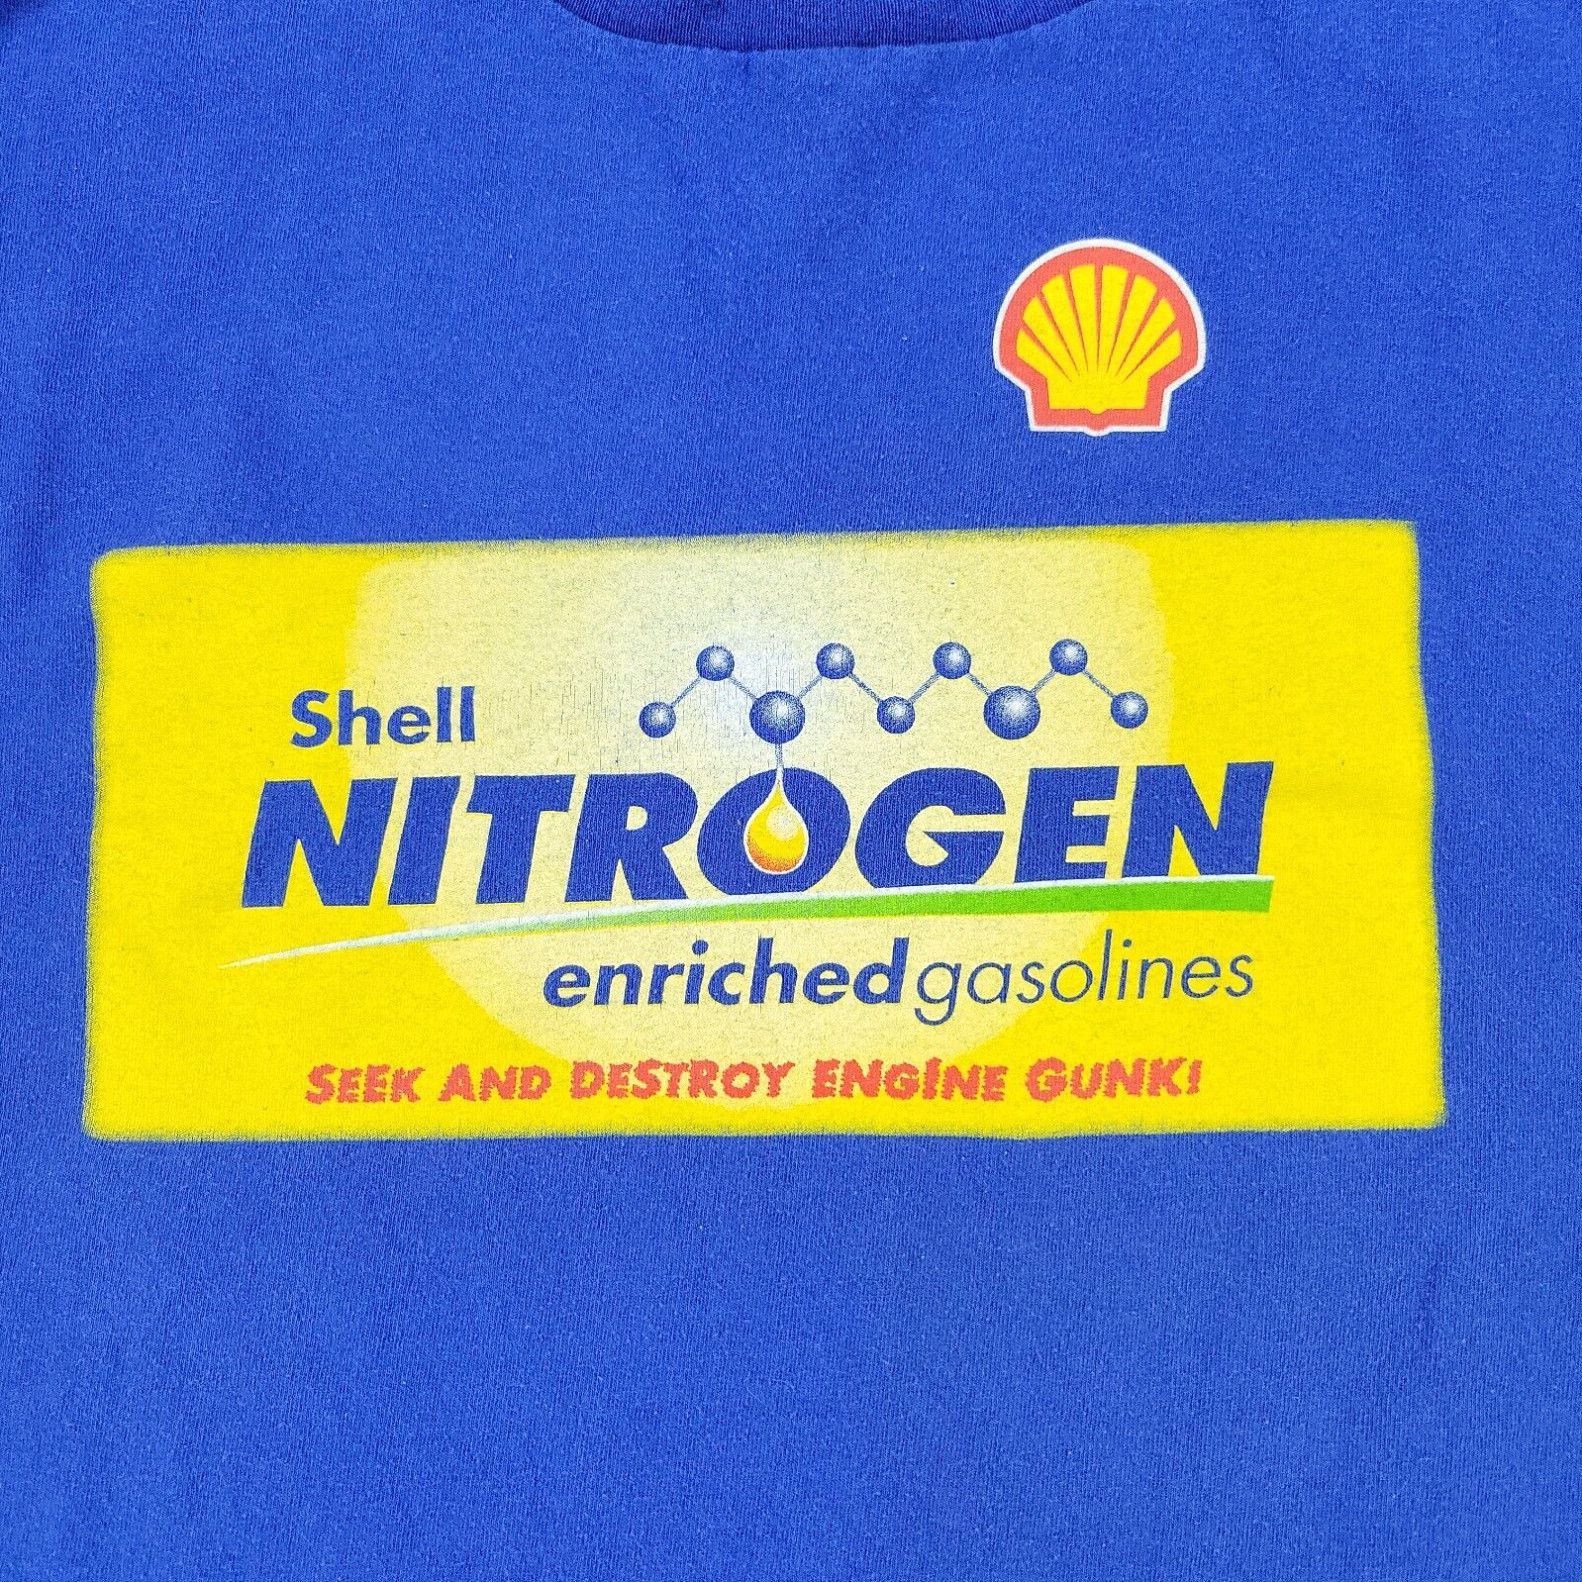 Shell
NITROGEN
enriched gasolines
SEEK AND DESTROY ENGINE GUNK!